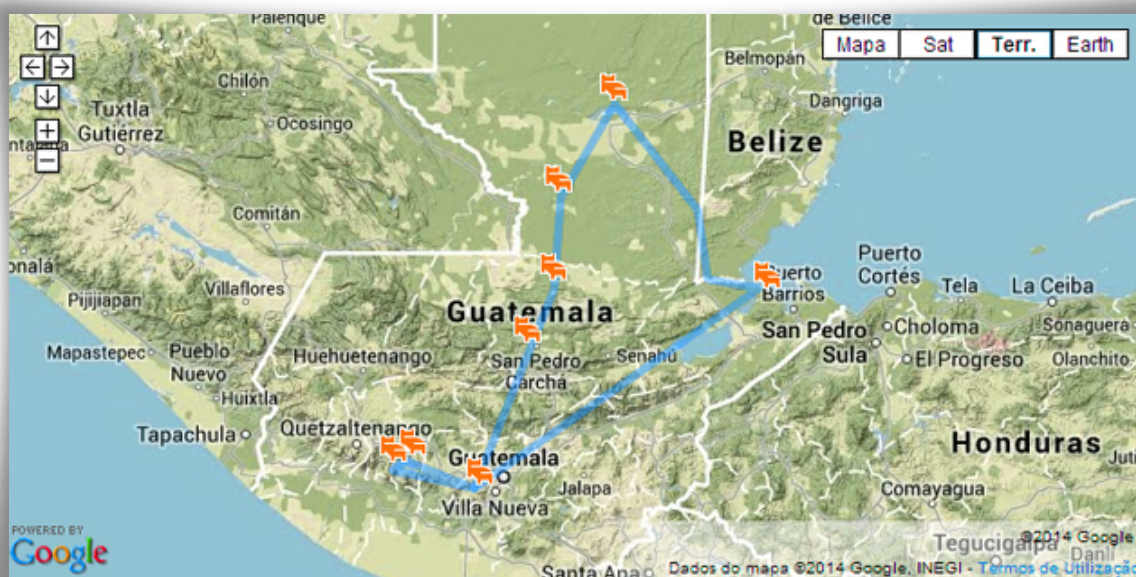 Palenque
de Belice
Mapa
Sat
Terr.
Earth
Belmopán
Chilón
Dangriga
Tuxtla
Gutiérrez
Ocosingo
Belize
Comitán
onalá
Villaflores
Puerto
Cortés
Puerto
Barrios
Tela
La Ceiba
Pijijiapan
Guatemala
San Pedro
Sula
Choloma
Sonaguera
Mapastepec
Pueblo
Nuevo
Huehuetenango
San Pedro
Carchá
Senahú
El Progreso
Olanchito
Huixtla
Tapachula
Quetzaltenango
Guatemala
Honduras
Juti
Villa Nueva
Jalapa
Comayagua
POWERED BY
Google
Tegucigalpa
©2014 Google
Danlí
Santa Ana
Dados do mapa ©2014 Google, INEGI - Termos de Utilização